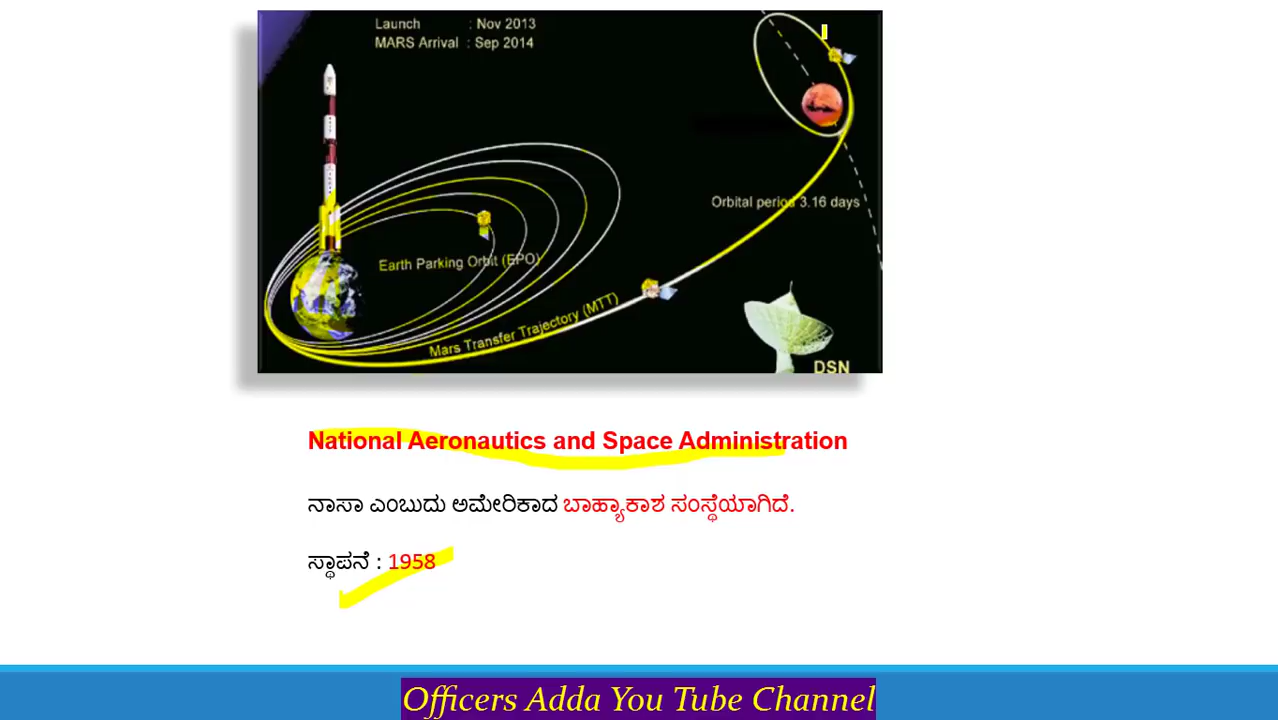 Launch : Nov 2013
MARS Arrival : Sep 2014
Orbital period 3.16 days
Earth Parking Orbit (EPO)
Mars Transfer Trajectory (MTT)
DSN
National Aeronautics and Space Administration
ನಾಸಾ ಎಂಬುದು ಅಮೇರಿಕಾದ ಬಾಹ್ಯಾಕಾಶ ಸಂಸ್ಥೆಯಾಗಿದೆ.
ಸ್ಥಾಪನೆ : 1958
Officers Adda You Tube Channel